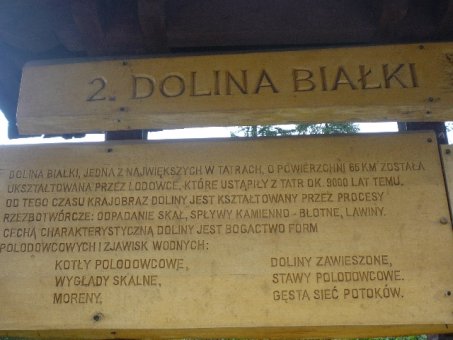 2. DOLINA BIAŁKI
DOLINA BIAŁKI, JEDNA Z NAJWIĘKSZYCH W TATRACH, O POWIERZCHNI 65 KM ZOSTAŁA
UKSZTAŁTOWANA PRZEZ LODOWCE, KTÓRE USTĄPIŁY Z TATR OK. 9000 LAT TEMU.
OD TEGO CZASU KRAJOBRAZ DOLINY JEST KSZTAŁTOWANY PRZEZ PROCESY
RZEZBOTWÓRCZE: ODPADANIE SKAŁ, SPŁYWY KAMIENNO - BŁOTNE, LAWINY.
CECHĄ CHARAKTERYSTYCZNĄ DOLINY JEST BOGACTWO FORM
POLODOWCOWYCH I ZJAWISK WODNYCH:
KOTŁY POLODOWCOWE, DOLINY ZAWIESZONE,
WYGŁADY SKALNE, STAWY POLODOWCOWE.
MORENY, GĘSTA SIEĆ POTOKÓW.